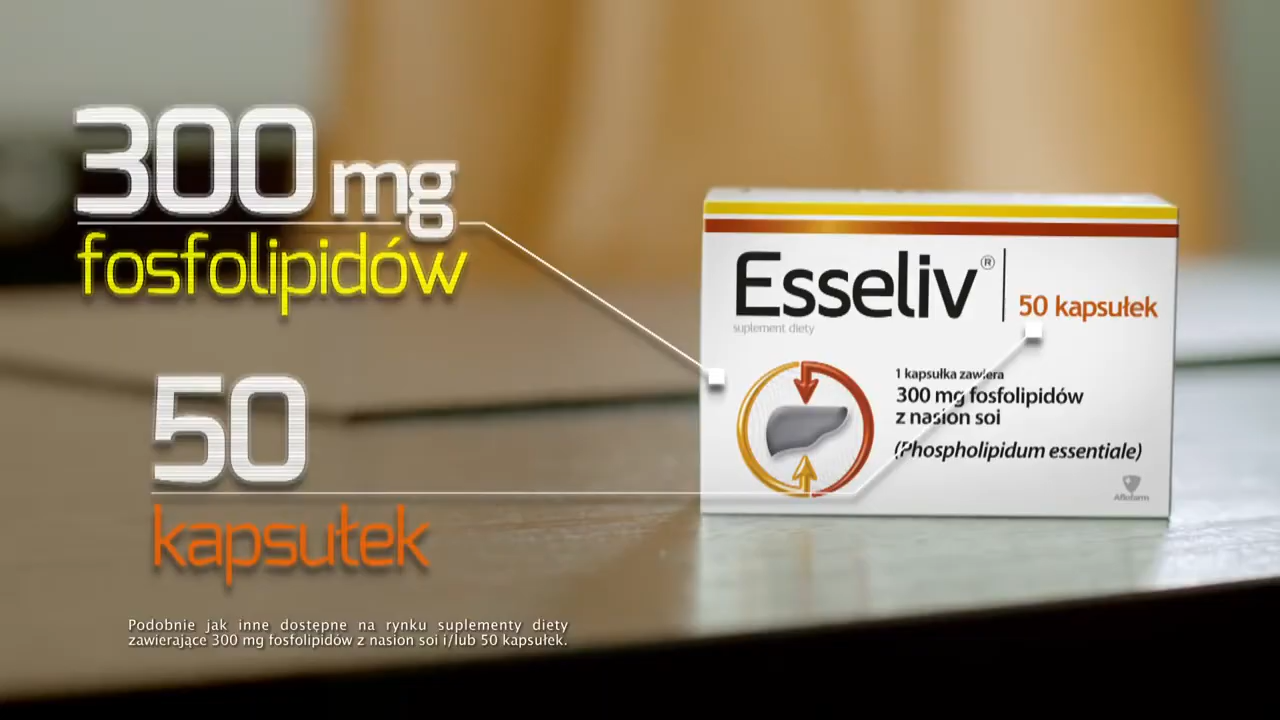 300 mg
fosfolipidów
50
kapsułek
Podobnie jak inne dostępne na rynku suplementy diety
zawierające 300 mg fosfolipidów z nasion soi i/lub 50 kapsułek.
Esseliv®
50 kapsułek
suplement diety
1 kapsułka zawiera
300 mg fosfolipidów
z nasion soi
(Phospholipidum essentiale)
Aflofarm